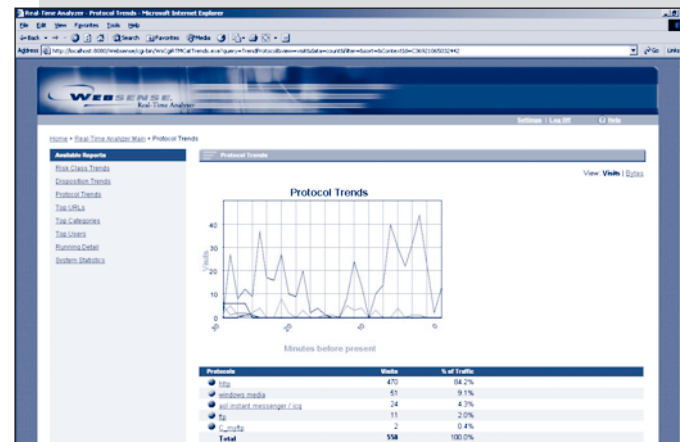 Real-Time Analyzer - Protocol Trends - Microsoft Internet Explorer
File Edit View Favorites Tools Help
Back Search Favorites Media
Address Go Links
WEBSENSE
Real-Time Analyzer
Settings | Log Off Help
Home • Real-Time Analyzer Main • Protocol Trends
Available Reports
Risk Class Trends
Disposition Trends
Protocol Trends
Top URLs
Top Categories
Top Users
Running Detail
System Statistics
Protocol Trends
View: Visits | Bytes
Protocol Trends
Visits
40
30
20
10
0
30
20
10
0
Minutes before present
Protocols Visits % of Traffic
http 470 84.2%
windows media 51 9.1%
aol instant messenger / icq 24 4.3%
ftp 11 2.0%
C_myftp 2 0.4%
Total 558 100.0%